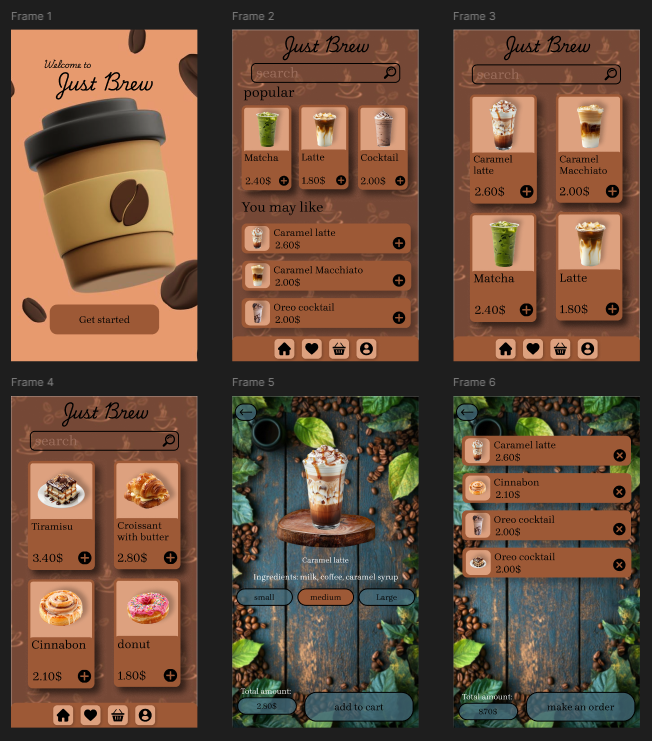 Frame 1
Welcome to
Just Brew
Get started
Frame 2
Just Brew
search
popular
Matcha
2.40$
Latte
1.80$
Cocktail
2.00$
You may like
Caramel latte
2.60$
Caramel Macchiato
2.00$
Oreo cocktail
2.00$
Frame 3
Just Brew
search
Caramel
latte
2.60$
Caramel
Macchiato
2.00$
Matcha
2.40$
Latte
1.80$
Frame 4
Just Brew
search
Tiramisu
3.40$
Croissant
with butter
2.80$
Cinnabon
2.10$
donut
1.80$
Frame 5
Caramel latte
Ingredients: milk, coffee, caramel syrup
small
medium
Large
Total amount:
2.80$
add to cart
Frame 6
Caramel latte
2.60$
Cinnabon
2.10$
Oreo cocktail
2.00$
Oreo cocktail
2.00$
Total amount:
870$
make an order